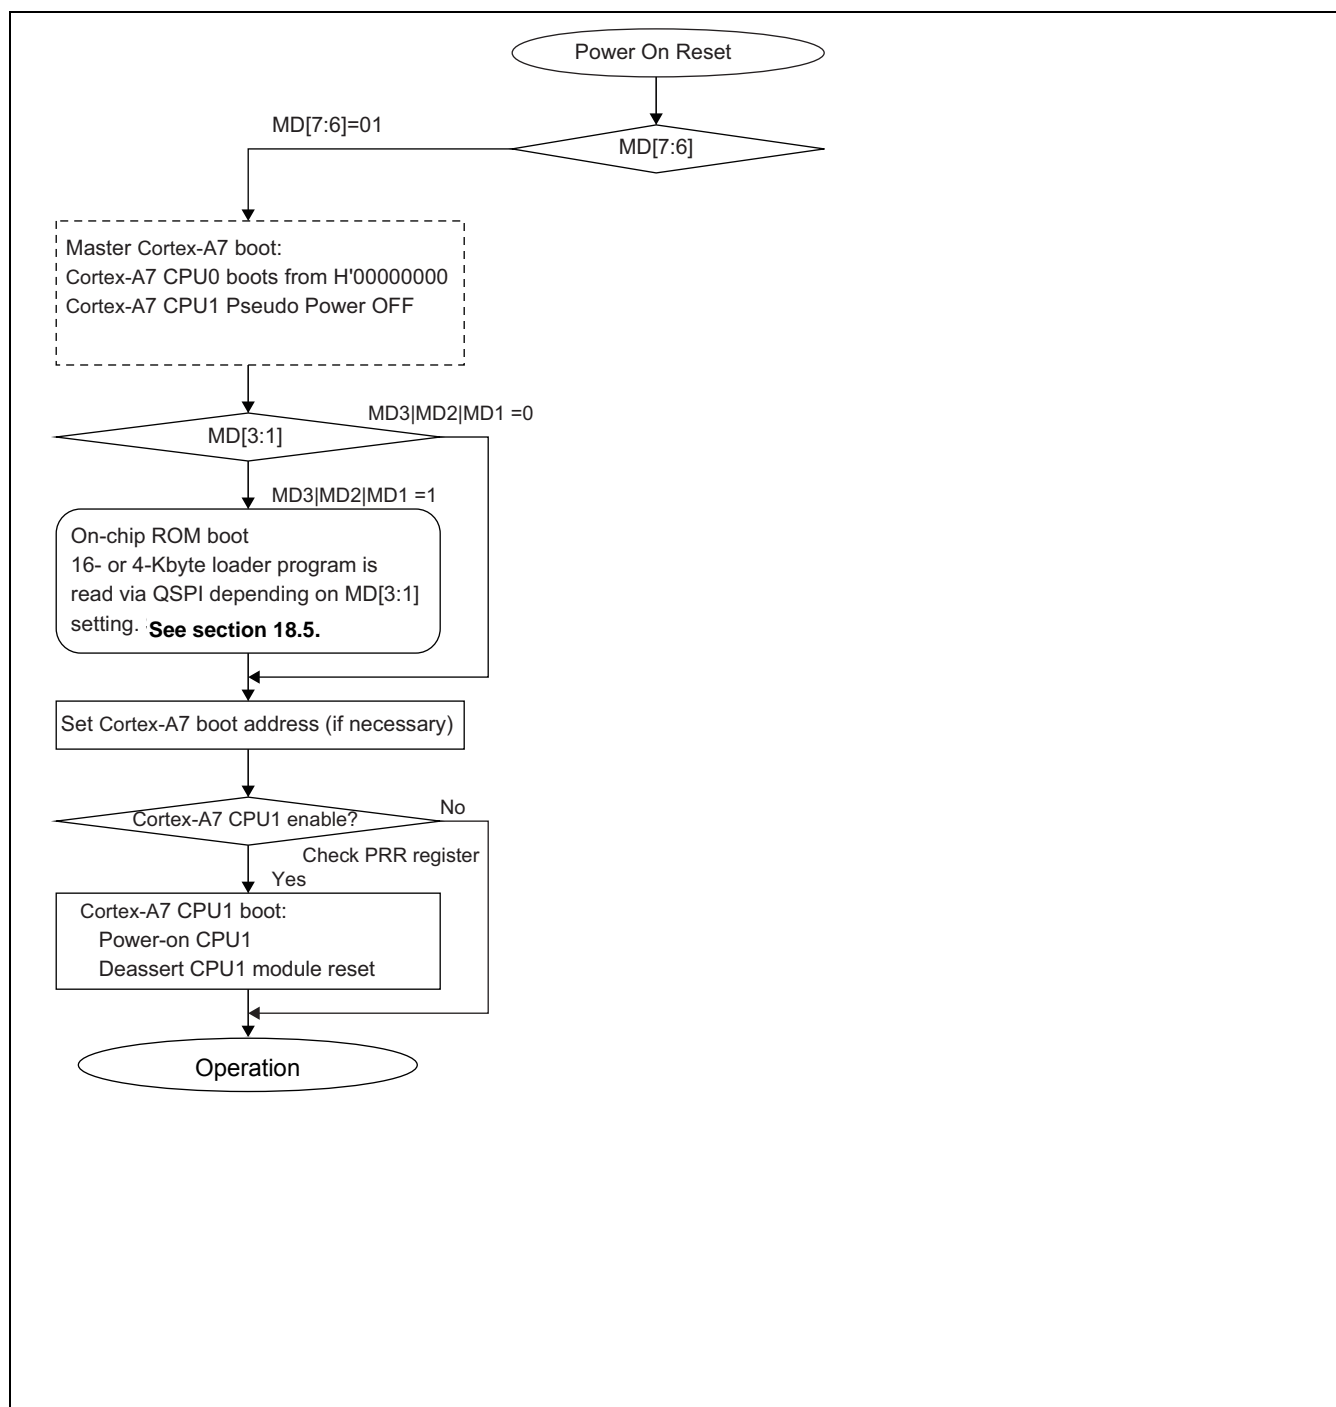 Power On Reset
MD[7:6]=01
MD[7:6]
Master Cortex-A7 boot:
Cortex-A7 CPU0 boots from H'00000000
Cortex-A7 CPU1 Pseudo Power OFF
MD3|MD2|MD1 =0
MD[3:1]
MD3|MD2|MD1 =1
On-chip ROM boot
16- or 4-Kbyte loader program is
read via QSPI depending on MD[3:1]
setting. See section 18.5.
Set Cortex-A7 boot address (if necessary)
No
Cortex-A7 CPU1 enable?
Check PRR register
Yes
Cortex-A7 CPU1 boot:
Power-on CPU1
Deassert CPU1 module reset
Operation